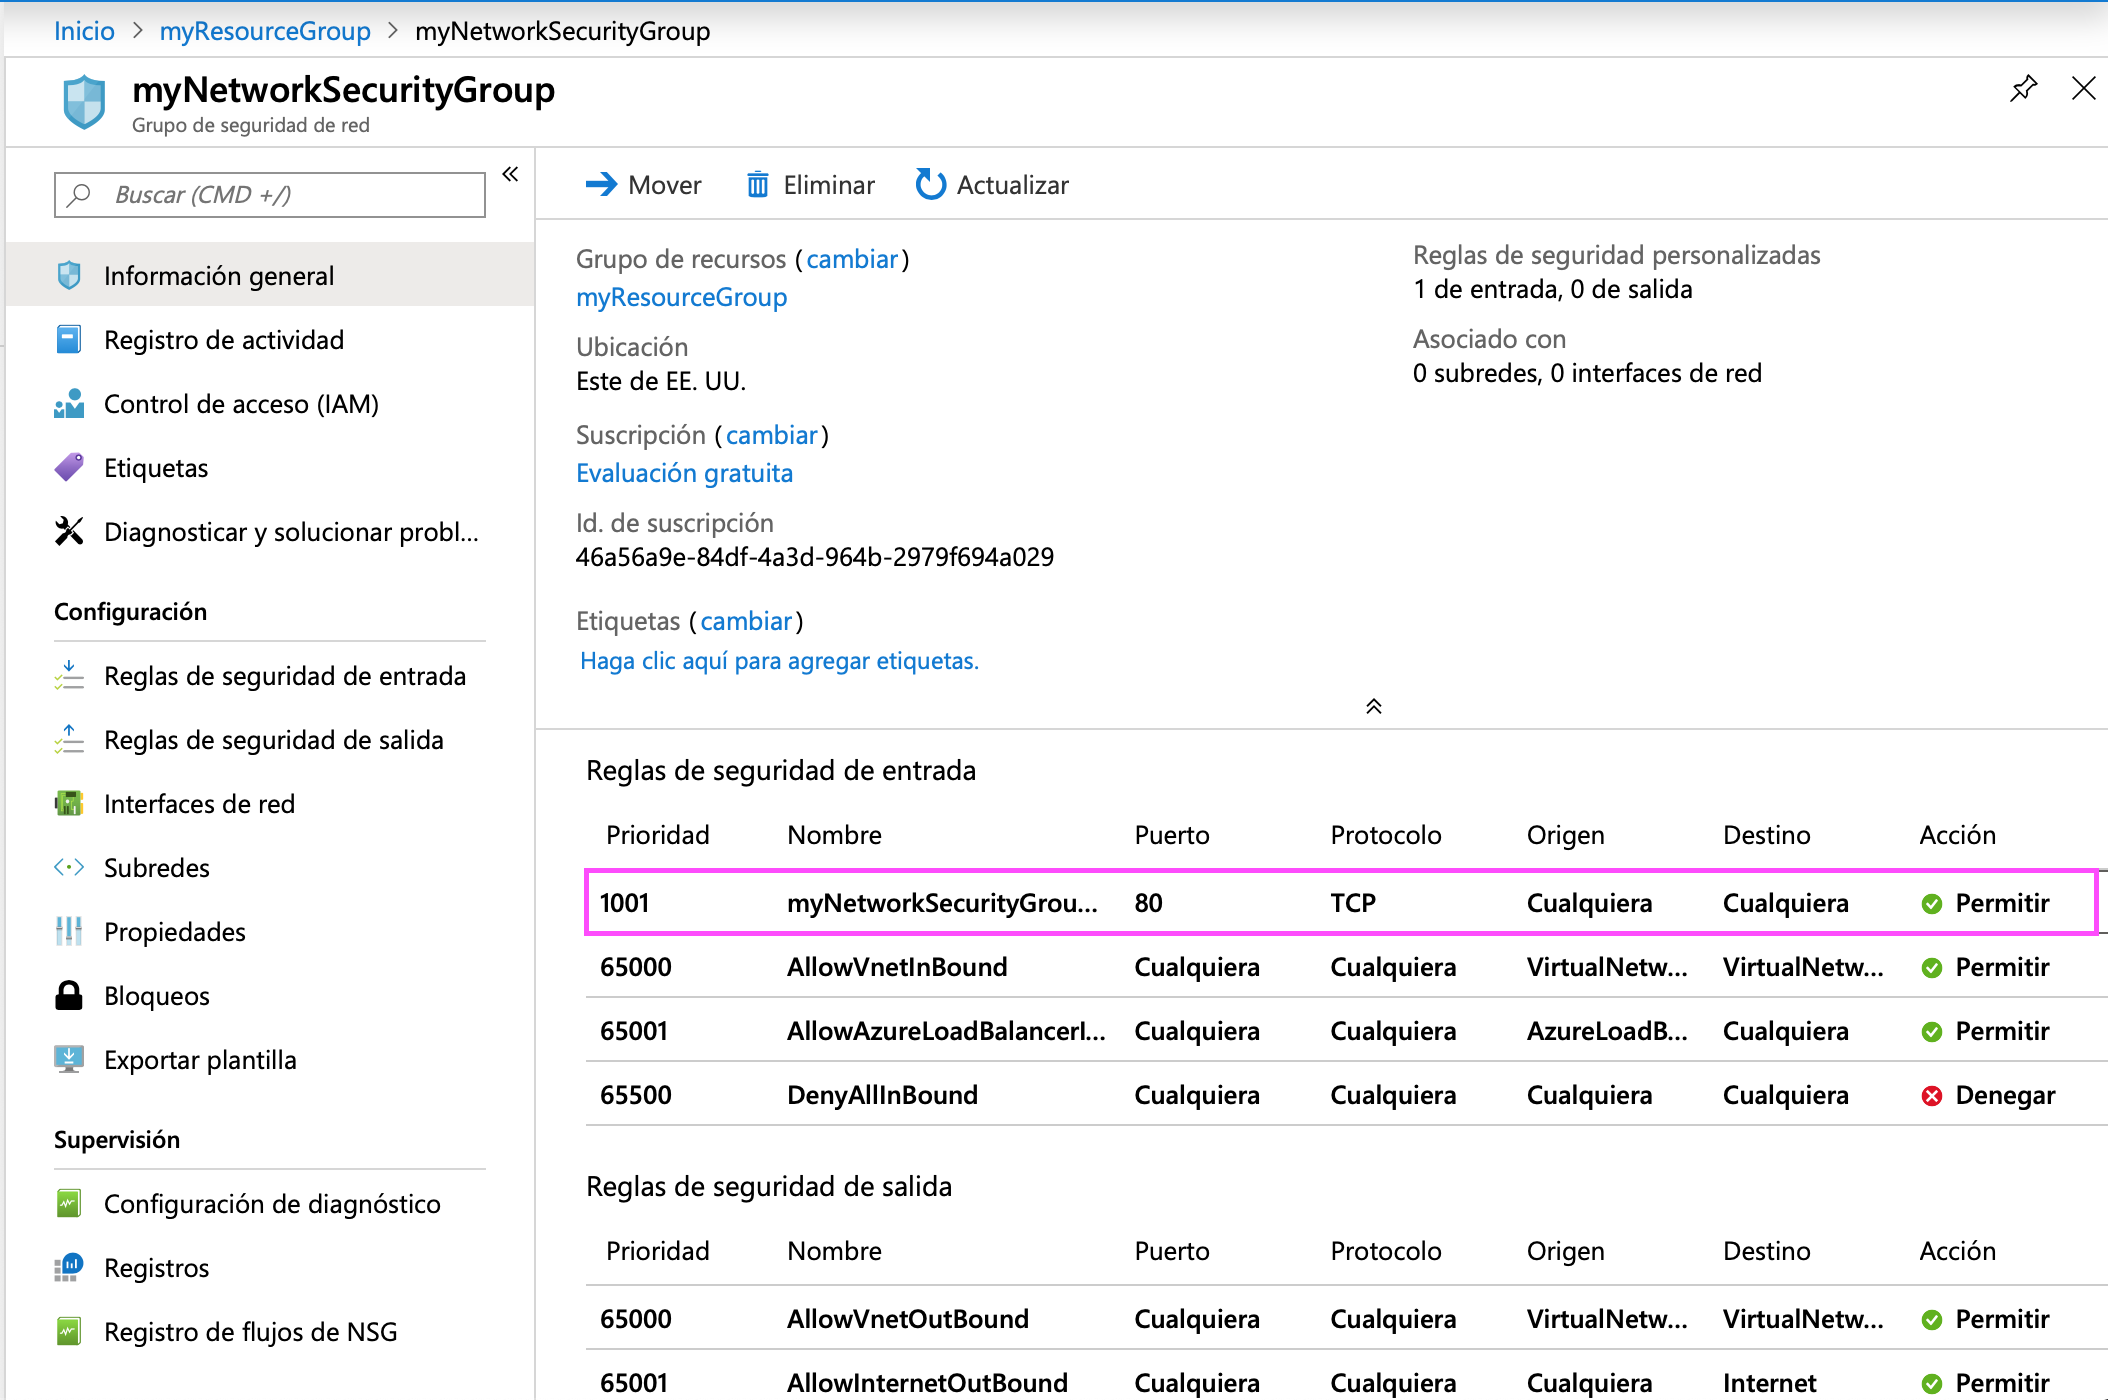 Inicio > myResourceGroup > myNetworkSecurityGroup
myNetworkSecurityGroup
Grupo de seguridad de red
Buscar (CMD +/)
«
Información general
Registro de actividad
Control de acceso (IAM)
Etiquetas
Diagnosticar y solucionar probl...
Configuración
Reglas de seguridad de entrada
Reglas de seguridad de salida
Interfaces de red
Subredes
Propiedades
Bloqueos
Exportar plantilla
Supervisión
Configuración de diagnóstico
Registros
Registro de flujos de NSG
Mover Eliminar Actualizar
Grupo de recursos (cambiar)
myResourceGroup
Ubicación
Este de EE. UU.
Suscripción (cambiar)
Evaluación gratuita
Id. de suscripción
46a56a9e-84df-4a3d-964b-2979f694a029
Etiquetas (cambiar)
Haga clic aquí para agregar etiquetas.
Reglas de seguridad personalizadas
1 de entrada, 0 de salida
Asociado con
0 subredes, 0 interfaces de red
Reglas de seguridad de entrada
Prioridad Nombre Puerto Protocolo Origen Destino Acción
1001 myNetworkSecurityGrou... 80 TCP Cualquiera Cualquiera Permitir
65000 AllowVnetInBound Cualquiera Cualquiera VirtualNetw... VirtualNetw... Permitir
65001 AllowAzureLoadBalancerI... Cualquiera Cualquiera AzureLoadB... Cualquiera Permitir
65500 DenyAllInBound Cualquiera Cualquiera Cualquiera Cualquiera Denegar
Reglas de seguridad de salida
Prioridad Nombre Puerto Protocolo Origen Destino Acción
65000 AllowVnetOutBound Cualquiera Cualquiera VirtualNetw... VirtualNetw... Permitir
65001 AllowInternetOutBound Cualquiera Cualquiera Cualquiera Internet Permitir